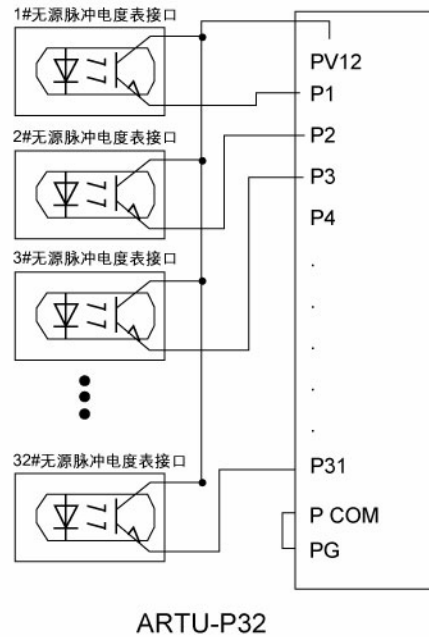 1#无源脉冲电度表接口
PV12
P1
2#无源脉冲电度表接口
P2
P3
P4
3#无源脉冲电度表接口
32#无源脉冲电度表接口
P31
P COM
PG
ARTU-P32